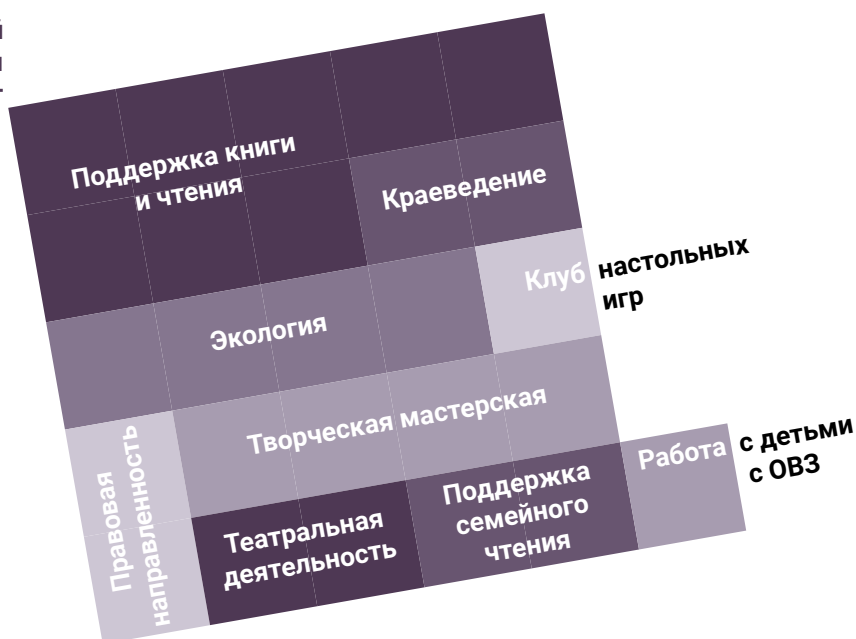 Поддержка книги
и чтения
Краеведение
Клуб настольных
игр
Экология
Творческая мастерская
Правовая
направленность
Театральная
деятельность
Поддержка
семейного
чтения
Работа с детьми
с ОВЗ